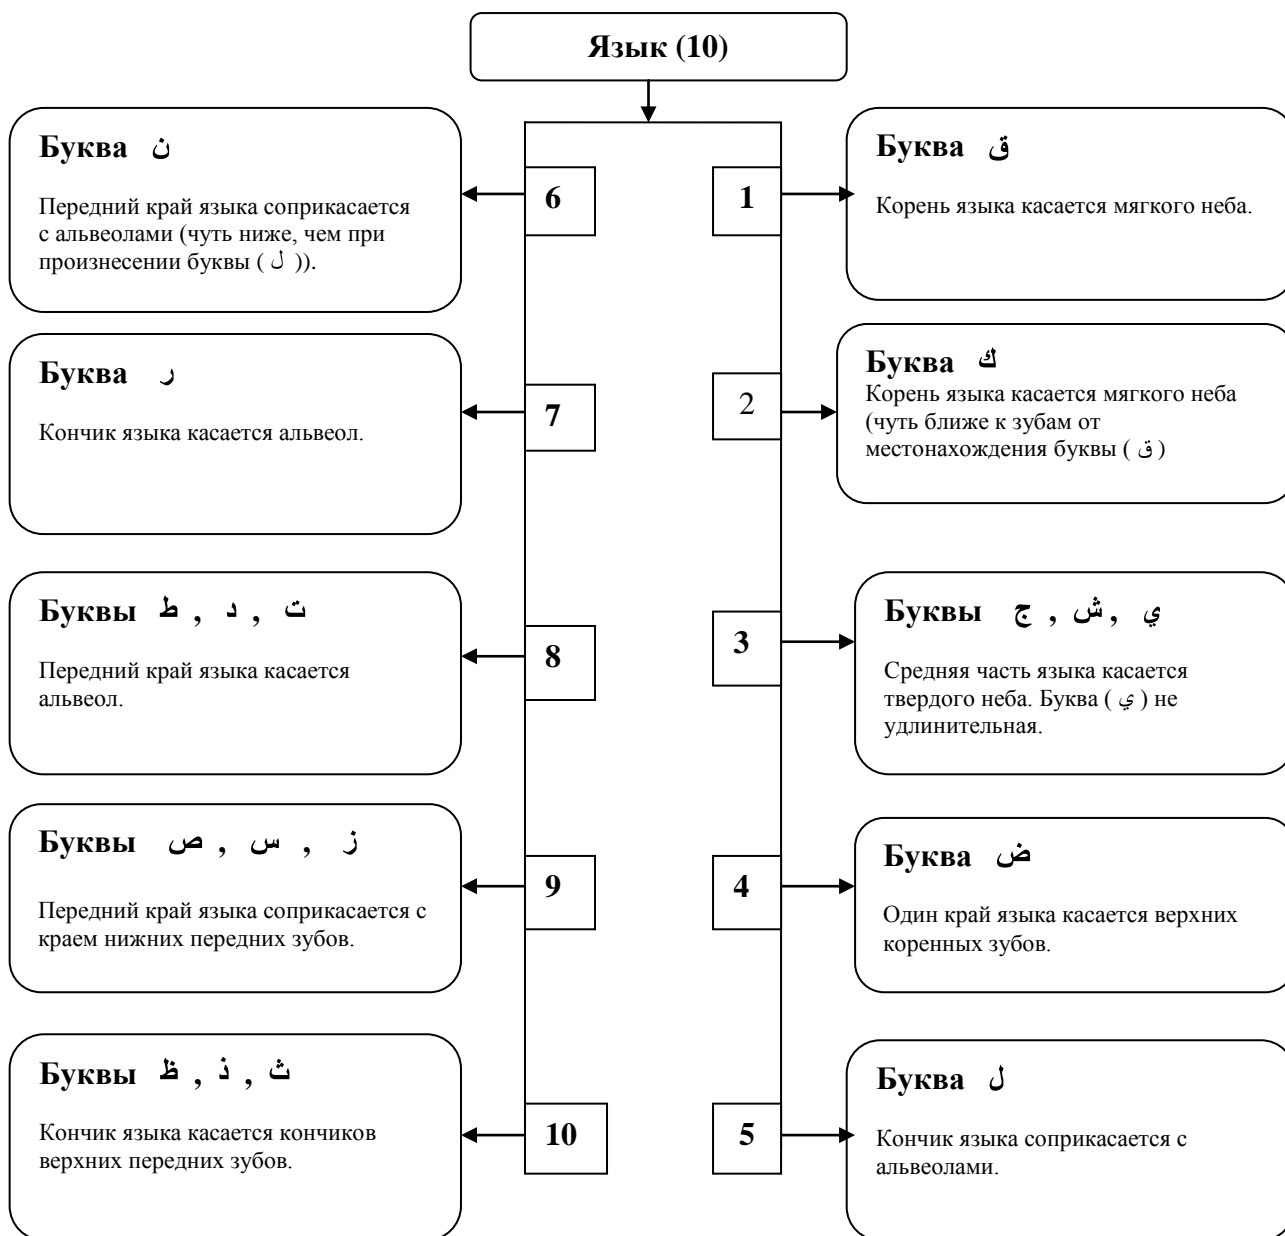 Язык (10)
1
Буква ق
Корень языка касается мягкого неба.
2
Буква ك
Корень языка касается мягкого неба
(чуть ближе к зубам от
местонахождения буквы ( ق )
3
Буквы ج , ش , ي
Средняя часть языка касается
твердого неба. Буква ( ي ) не
удлинительная.
4
Буква ض
Один край языка касается верхних
коренных зубов.
5
Буква ل
Кончик языка соприкасается с
альвеолами.
6
Буква ن
Передний край языка соприкасается
с альвеолами (чуть ниже, чем при
произнесении буквы ( ل )).
7
Буква ر
Кончик языка касается альвеол.
8
Буквы ط , د , ت
Передний край языка касается
альвеол.
9
Буквы ص , س , ز
Передний край языка соприкасается с
краем нижних передних зубов.
10
Буквы ظ , ذ , ث
Кончик языка касается кончиков
верхних передних зубов.